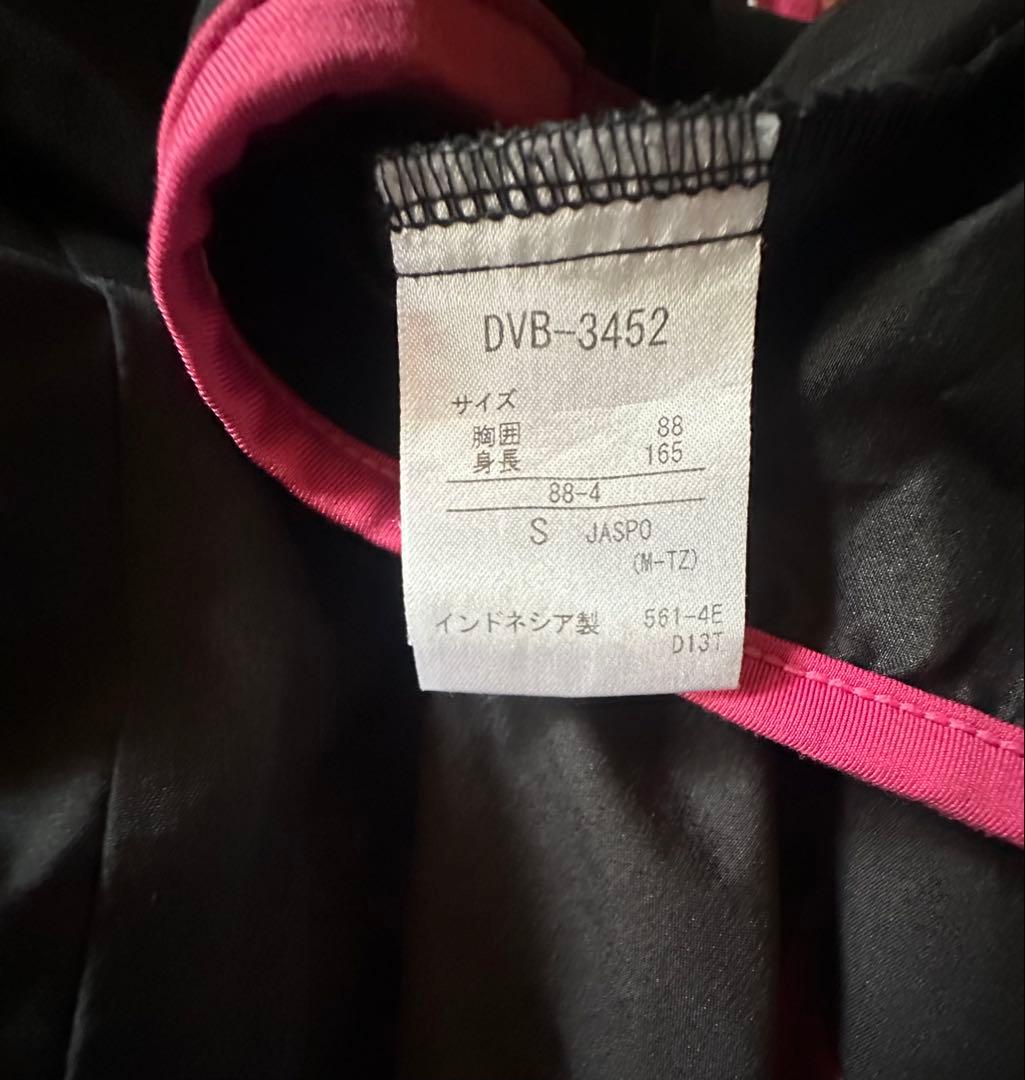 DVB-3452
サイズ
胸囲 88
身長 165
88-4
S JASPO
(M-TZ)
インドネシア製 561-4E
D13T